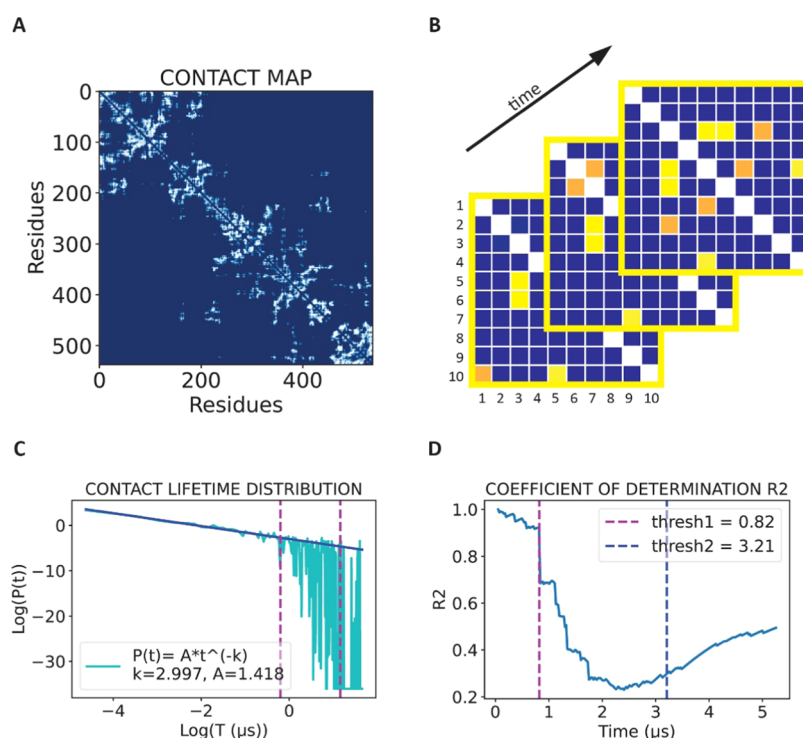 A
CONTACT MAP
0
100
200
300
400
500
Residues
0
200
400
Residues
B
time
1
2
3
4
5
6
7
8
9
10
1 2 3 4 5 6 7 8 9 10
C
CONTACT LIFETIME DISTRIBUTION
0
−10
−20
−30
Log(P(t))
P(t)= A*t^(-k)
k=2.997, A=1.418
−4
−2
0
Log(T (μs))
D
COEFFICIENT OF DETERMINATION R2
1.0
0.8
0.6
0.4
0.2
R2
thresh1 = 0.82
thresh2 = 3.21
0 1 2 3 4 5
Time (μs)